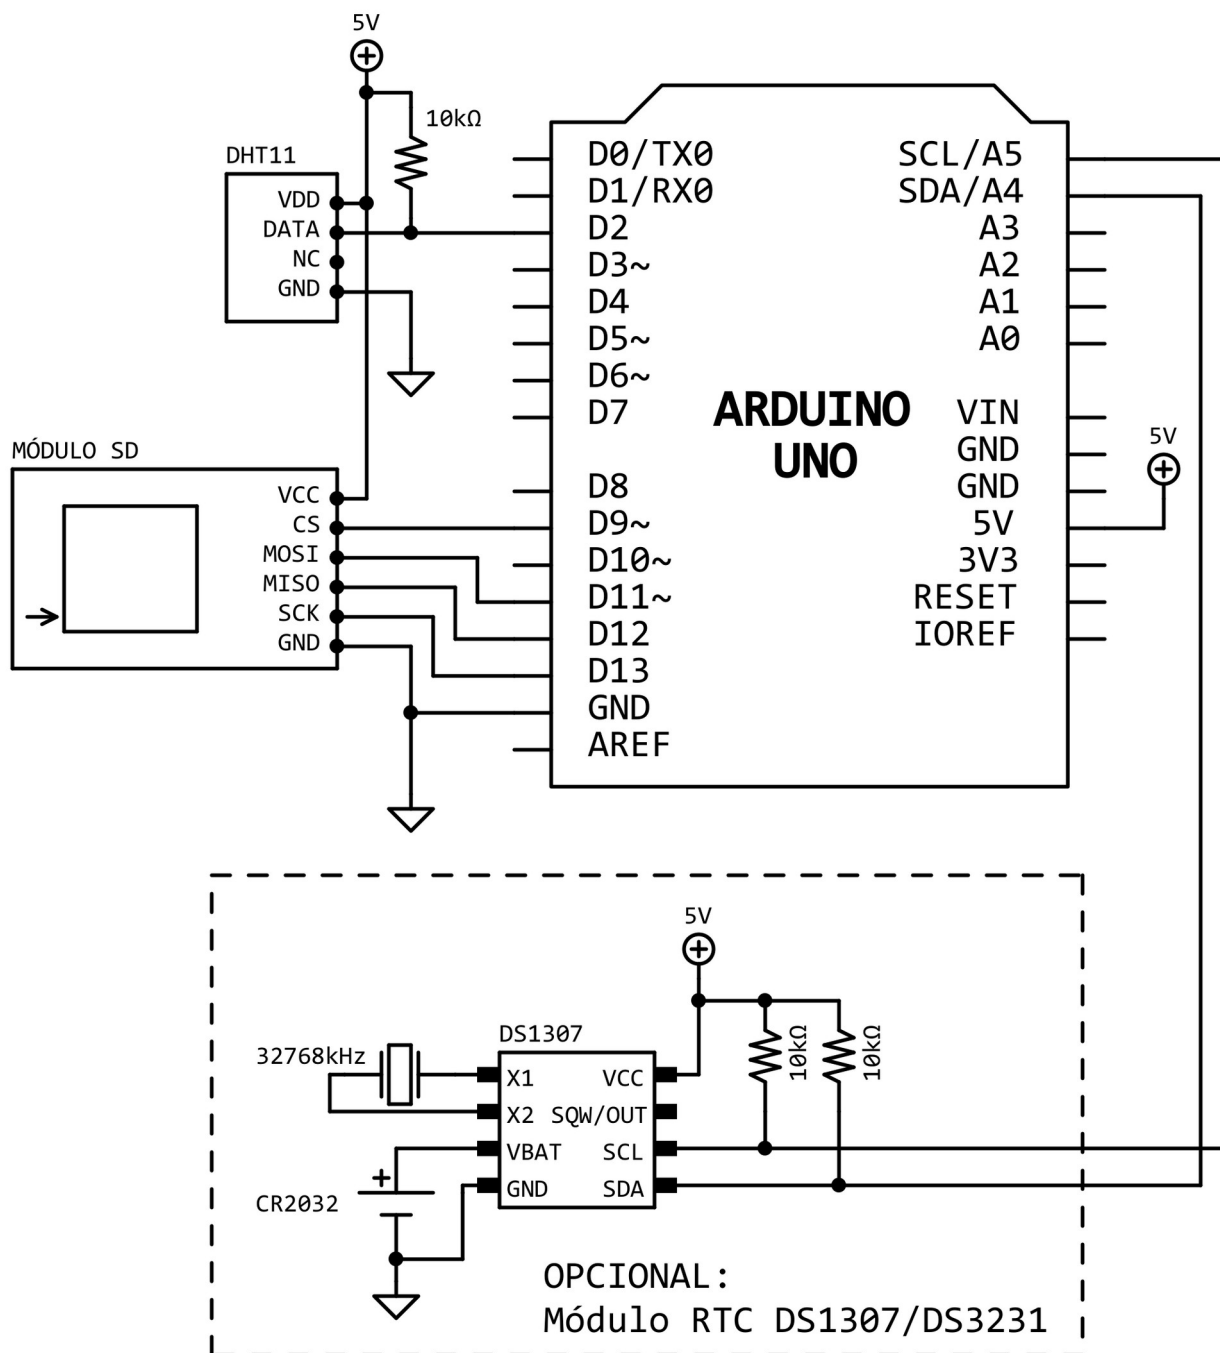 5V
10kΩ
DHT11
VDD
DATA
NC
GND
MÓDULO SD
VCC
CS
MOSI
MISO
SCK
GND
D0/TX0
D1/RX0
D2
D3~
D4
D5~
D6~
D7
D8
D9~
D10~
D11~
D12
D13
GND
AREF
ARDUINO
UNO
SCL/A5
SDA/A4
A3
A2
A1
A0
VIN
GND
GND
5V
3V3
RESET
IOREF
5V
5V
DS1307
32768kHz
X1
X2
VBAT
GND
VCC
SQW/OUT
SCL
SDA
10kΩ
10kΩ
+
CR2032
OPCIONAL:
Módulo RTC DS1307/DS3231